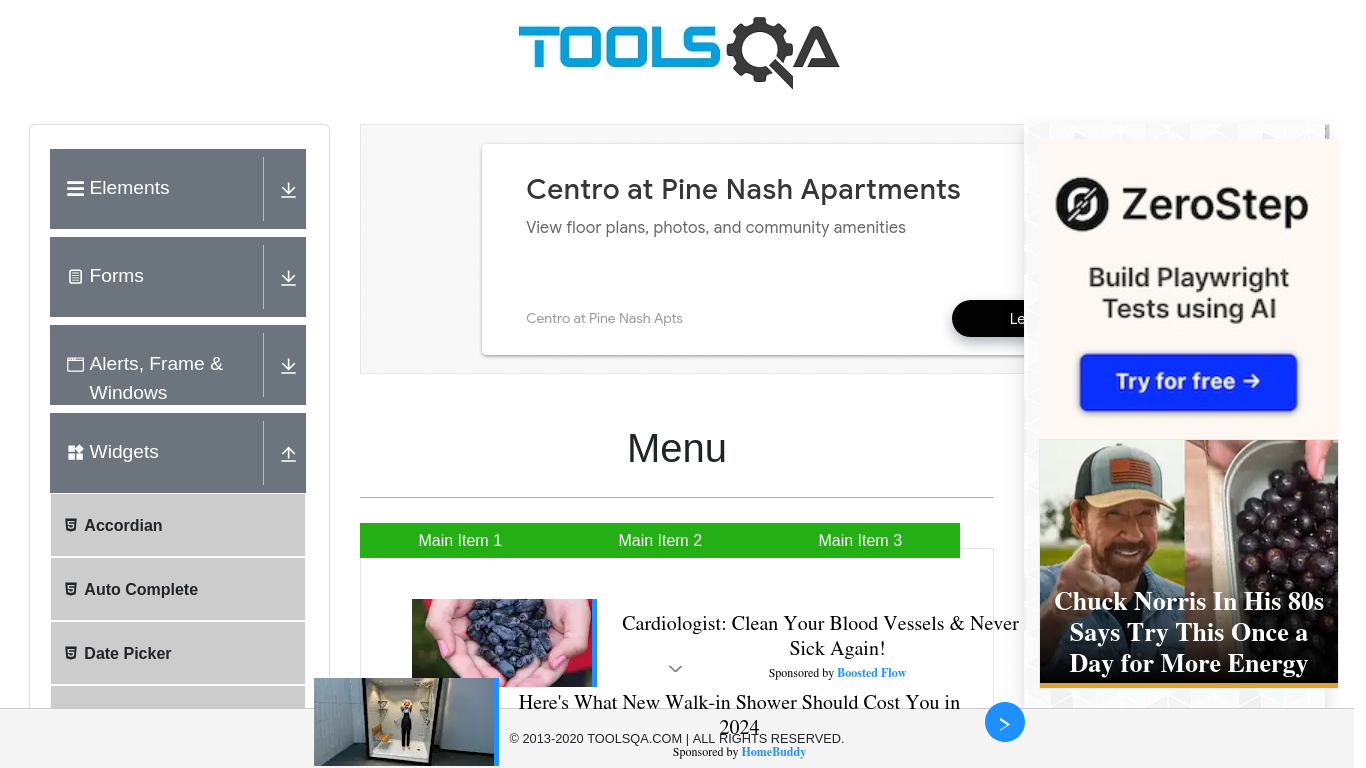 TOOLSQA
Elements
Forms
Alerts, Frame &
Windows
Widgets
Accordian
Auto Complete
Date Picker
Centro at Pine Nash Apartments
View floor plans, photos, and community amenities
Centro at Pine Nash Apts
Le
Menu
Main Item 1
Main Item 2
Main Item 3
Cardiologist: Clean Your Blood Vessels & Never
Sick Again!
Sponsored by Boosted Flow
Here's What New Walk-in Shower Should Cost You in
2024
© 2013-2020 TOOLSQA.COM | ALL RIGHTS RESERVED.
Sponsored by HomeBuddy
ZeroStep
Build Playwright
Tests using AI
Try for free →
Chuck Norris In His 80s
Says Try This Once a
Day for More Energy